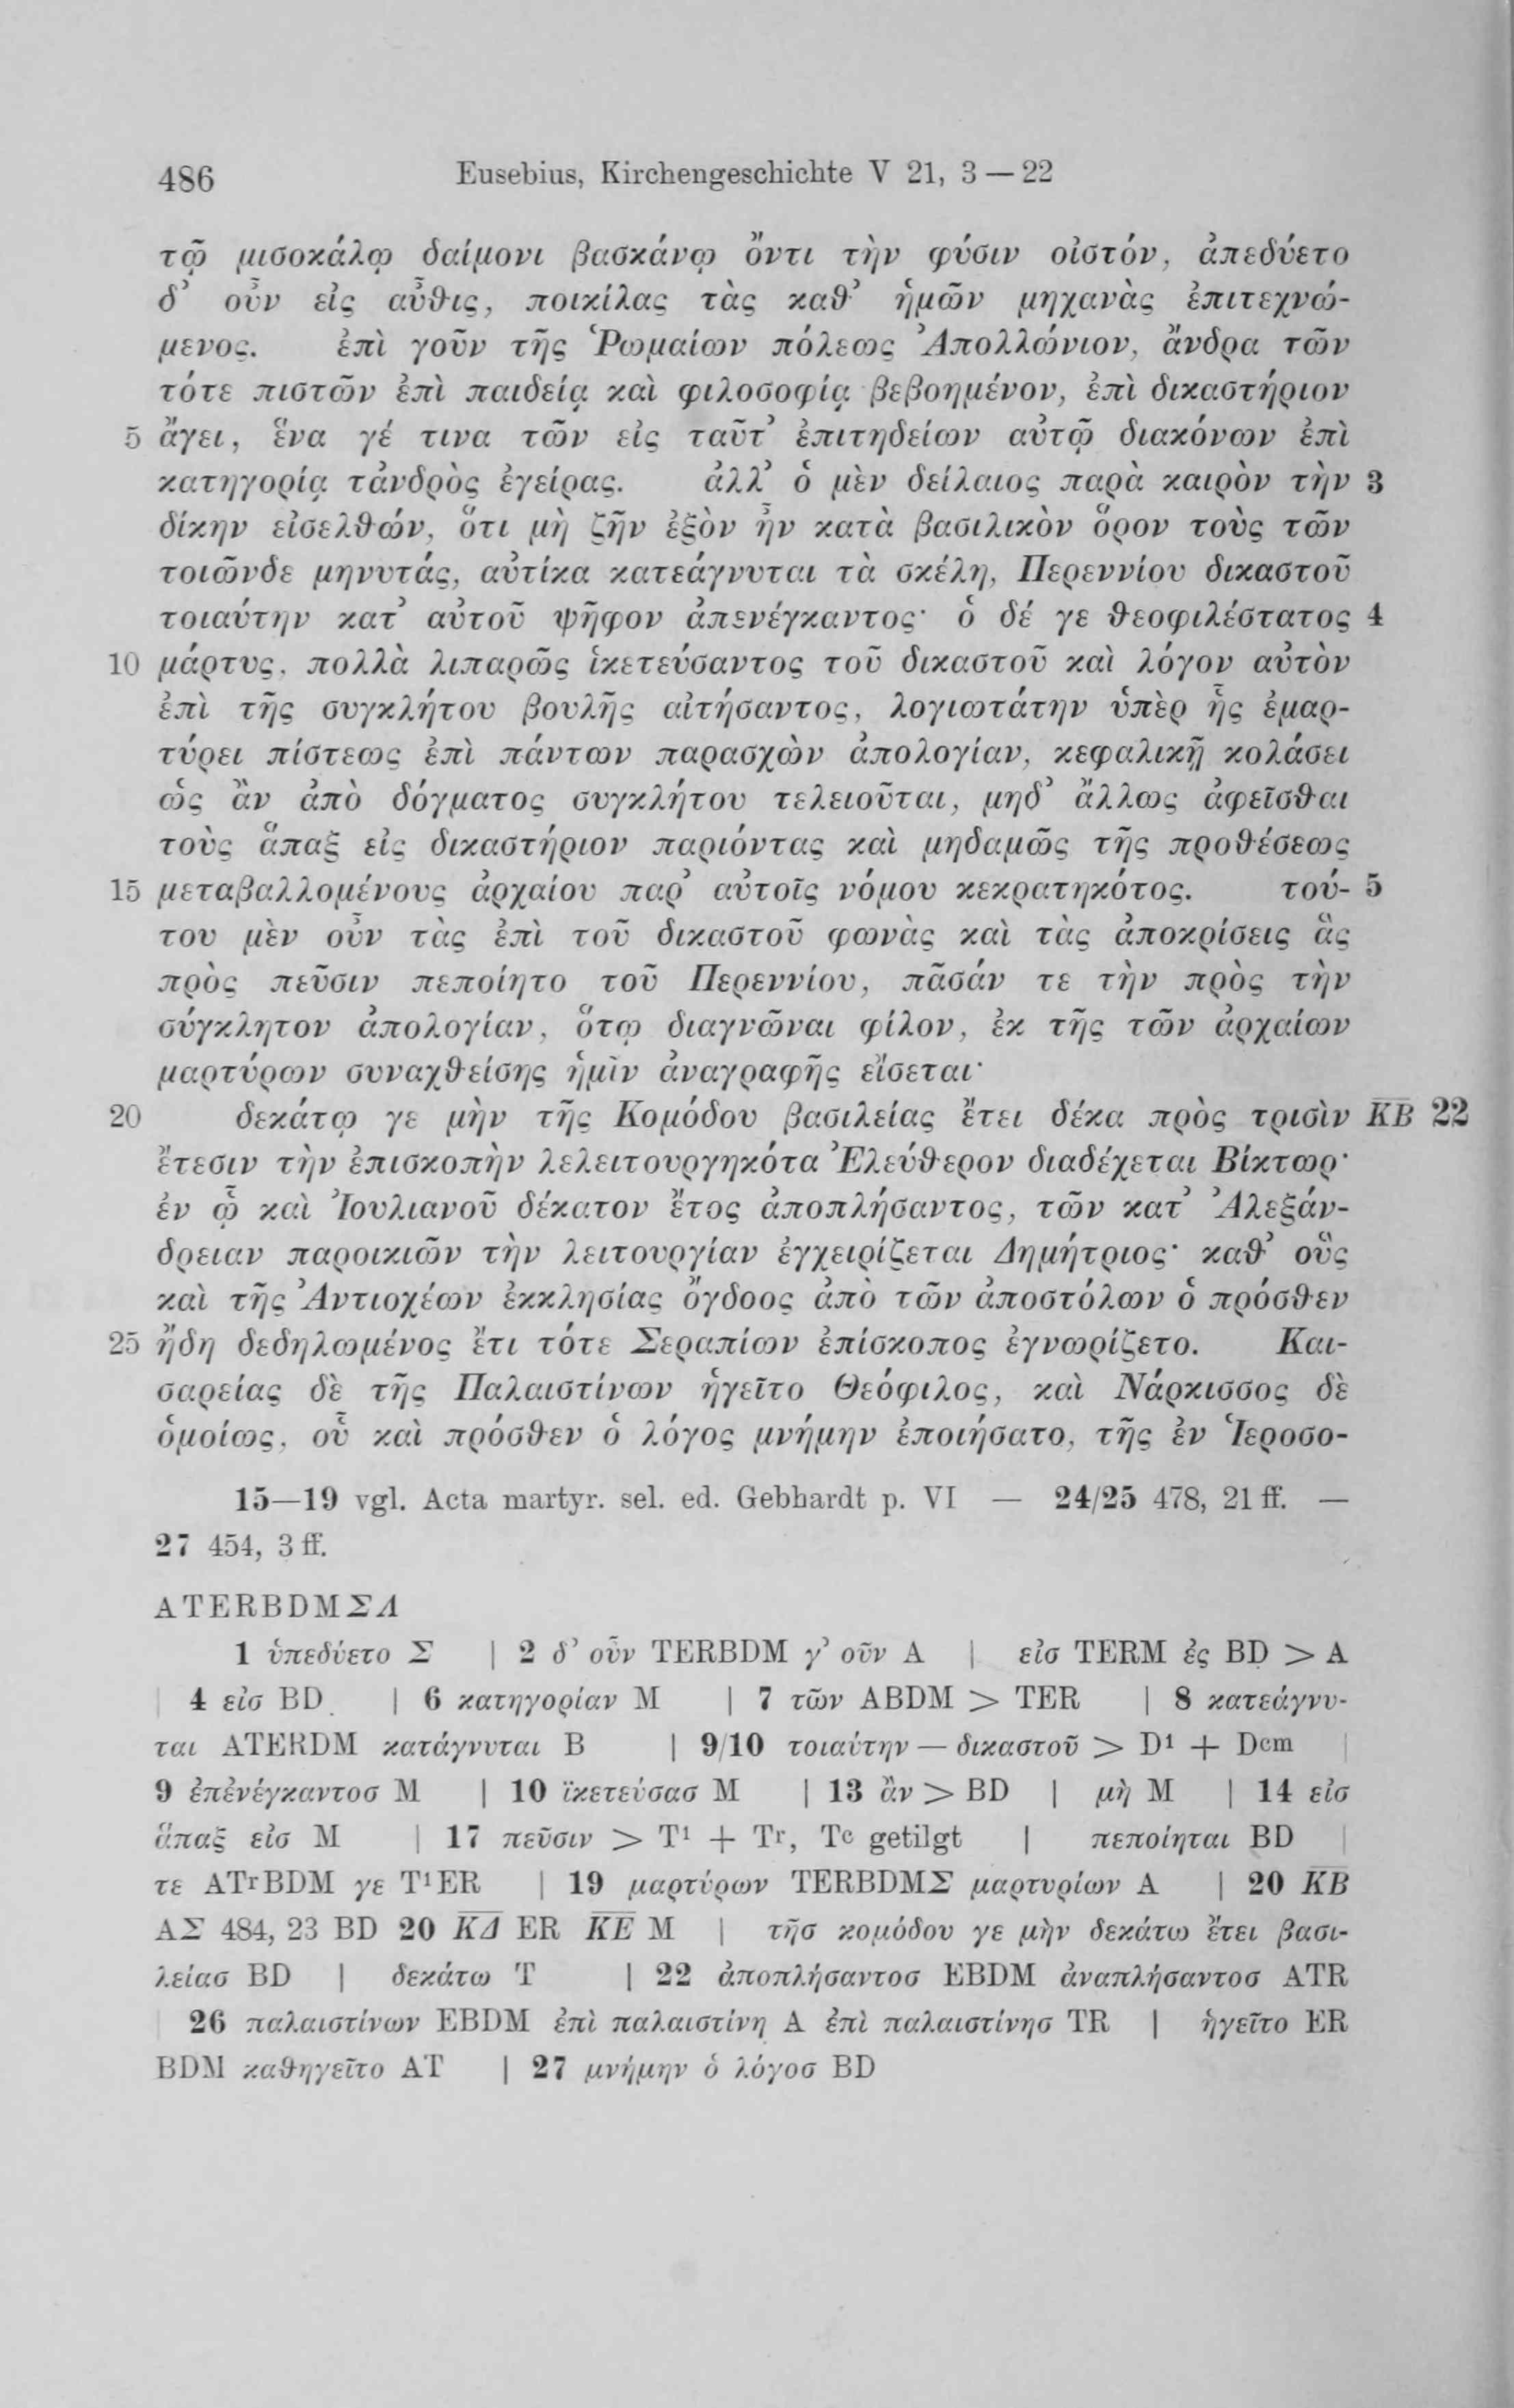 486 Eusebius, Kirchengeschichte V 21, 3 — 22
τῷ μισοκάλῳ δαίμονι βασκάνῳ ὄντι τὴν φύσιν οἰστόν, ἀπεδύετο
δ’ οὖν εἰς αὖθις, ποικίλας τὰς καθ’ ἡμῶν μηχανὰς ἐπιτεχνώ-
μενος. ἐπὶ γοῦν τῆς Ῥωμαίων πόλεως Ἀπολλώνιον, ἄνδρα τῶν
τότε πιστῶν ἐπὶ παιδείᾳ καὶ φιλοσοφίᾳ βεβοημένον, ἐπὶ δικαστήριον
5 ἄγει, ἕνα γέ τινα τῶν εἰς ταῦτ’ ἐπιτηδείων αὐτῷ διακόνων ἐπὶ
κατηγορίᾳ τἀνδρὸς ἐγείρας. ἀλλ’ ὁ μὲν δείλαιος παρὰ καιρὸν τὴν 3
δίκην εἰσελθών, ὅτι μὴ ζῆν ἐξὸν ἦν κατὰ βασιλικὸν ὅρον τοὺς τῶν
τοιῶνδε μηνυτάς, αὐτίκα κατεάγνυται τὰ σκέλη, Περεννίου δικαστοῦ
τοιαύτην κατ’ αὐτοῦ ψῆφον ἀπενέγκαντος· ὁ δέ γε θεοφιλέστατος 4
10 μάρτυς, πολλὰ λιπαρῶς ἱκετεύσαντος τοῦ δικαστοῦ καὶ λόγον αὐτὸν
ἐπὶ τῆς συγκλήτου βουλῆς αἰτήσαντος, λογιωτάτην ὑπὲρ ἧς ἐμαρ-
τύρει πίστεως ἐπὶ πάντων παρασχὼν ἀπολογίαν, κεφαλικῇ κολάσει
ὡς ἂν ἀπὸ δόγματος συγκλήτου τελειοῦται, μηδ’ ἄλλως ἀφεῖσθαι
τοὺς ἅπαξ εἰς δικαστήριον παριόντας καὶ μηδαμῶς τῆς προθέσεως
15 μεταβαλλομένους ἀρχαίου παρ’ αὐτοῖς νόμου κεκρατηκότος. τού- 5
του μὲν οὖν τὰς ἐπὶ τοῦ δικαστοῦ φωνὰς καὶ τὰς ἀποκρίσεις ἃς
πρὸς πεῦσιν πεποίητο τοῦ Περεννίου, πᾶσάν τε τὴν πρὸς τὴν
σύγκλητον ἀπολογίαν, ὅτῳ διαγνῶναι φίλον, ἐκ τῆς τῶν ἀρχαίων
μαρτύρων συναχθείσης ἡμῖν ἀναγραφῆς εἴσεται·
20 δεκάτῳ γε μὴν τῆς Κομόδου βασιλείας ἔτει δέκα πρὸς τρισὶν K͞B͞ 22
ἔτεσιν τὴν ἐπισκοπὴν λελειτουργηκότα Ἐλεύθερον διαδέχεται Βίκτωρ·
ἐν ᾧ καὶ Ἰουλιανοῦ δέκατον ἔτος ἀποπλήσαντος, τῶν κατ’ Ἀλεξάν-
δρειαν παροικιῶν τὴν λειτουργίαν ἐγχειρίζεται Δημήτριος· καθ’ οὓς
καὶ τῆς Ἀντιοχέων ἐκκλησίας ὄγδοος ἀπὸ τῶν ἀποστόλων ὁ πρόσθεν
25 ἤδη δεδηλωμένος ἔτι τότε Σεραπίων ἐπίσκοπος ἐγνωρίζετο. Και-
σαρείας δὲ τῆς Παλαιστίνων ἡγεῖτο Θεόφιλος, καὶ Νάρκισσος δὲ
ὁμοίως, οὗ καὶ πρόσθεν ὁ λόγος μνήμην ἐποιήσατο, τῆς ἐν Ἱεροσο-
15—19 vgl. Acta martyr. sel. ed. Gebhardt p. VI — 24/25 478, 21 ff. —
27 454, 3 ff.
ATERBDMΣΛ
1 ὑπεδύετο Σ | 2 δ’ οὖν TERBDM γ’ οῦν A | εἰσ TERM ἐς BD > A
| 4 εἰσ BD | 6 κατηγορίαν M | 7 τῶν ABDM > TER | 8 κατεάγνυ-
ται ATERDM κατάγνυται B | 9/10 τοιαύτην — δικαστοῦ > D¹ + Dcm |
9 ἐπἐνέγκαντοσ M | 10 ϊκετεύσασ M | 13 ἂν > BD | μὴ M | 14 εἰσ
ἅπαξ εἰσ M | 17 πεῦσιν > T¹ + Tr, Tc getilgt | πεποίηται BD |
τε ATrBDM γε T¹ER | 19 μαρτύρων TERBDMΣ μαρτυρίων A | 20 K͞B͞
AΣ 484, 23 BD 20 K͞Δ͞ ER K͞E͞ M | τῆσ κομόδου γε μὴν δεκάτω ἔτει βασι-
λείασ BD | δεκάτω T | 22 ἀποπλήσαντοσ EBDM ἀναπλήσαντοσ ATR
| 26 παλαιστίνων EBDM ἐπὶ παλαιστίνη A ἐπὶ παλαιστίνησ TR | ἡγεῖτο ER
BDM καθηγεῖτο AT | 27 μνήμην ὁ λόγοσ BD